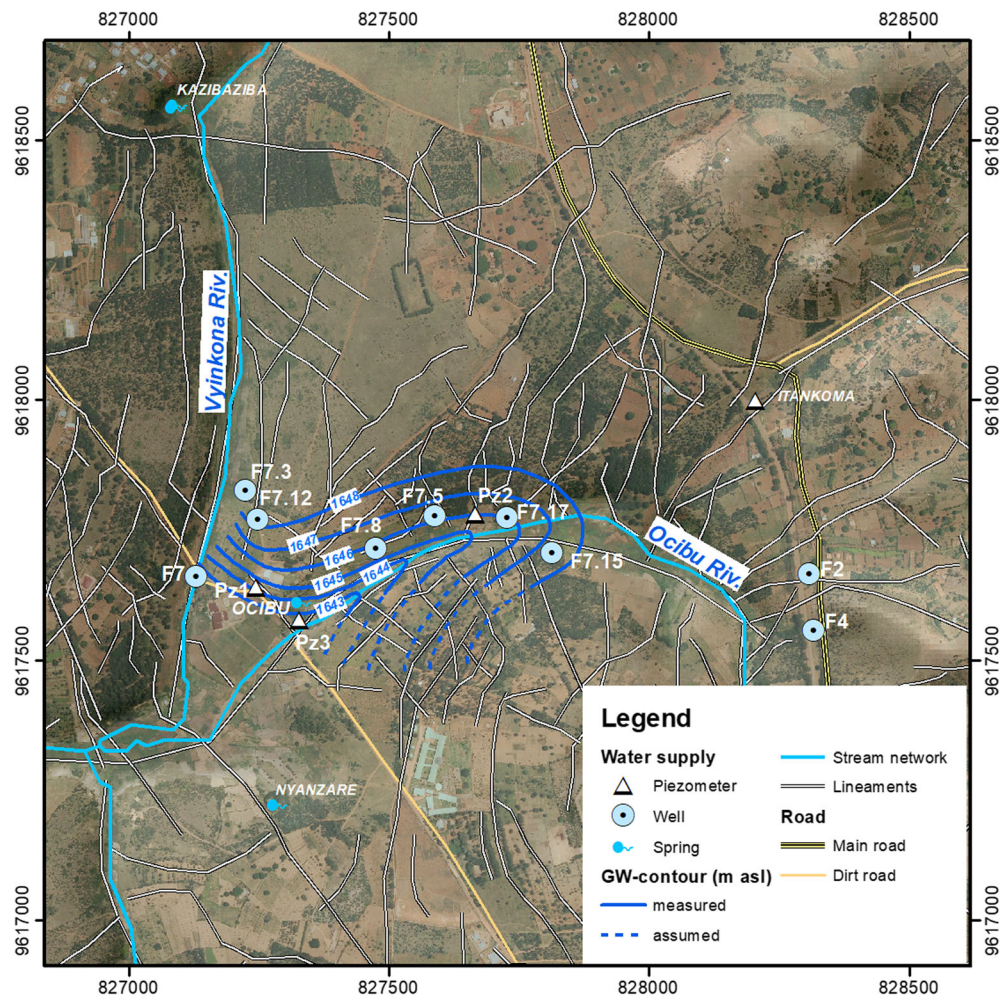 827000 827500 828000 828500
9618500
9618500
KAZIBAZIBA
Vyinkona Riv.
9618000
9618000
ITANKOMA
F7.3
F7.12
1648
F7.5
Pz2
F7.17
F7.8
1647
1646
1645
1644
1643
F7.15
Ocibu Riv.
F7
Pz1
OCIBU
Pz3
F2
F4
9617500
9617500
NYANZARE
9617000
9617000
Legend
Water supply
Piezometer
Well
Spring
GW-contour (m asl)
measured
assumed
Stream network
Lineaments
Road
Main road
Dirt road
827000 827500 828000 828500